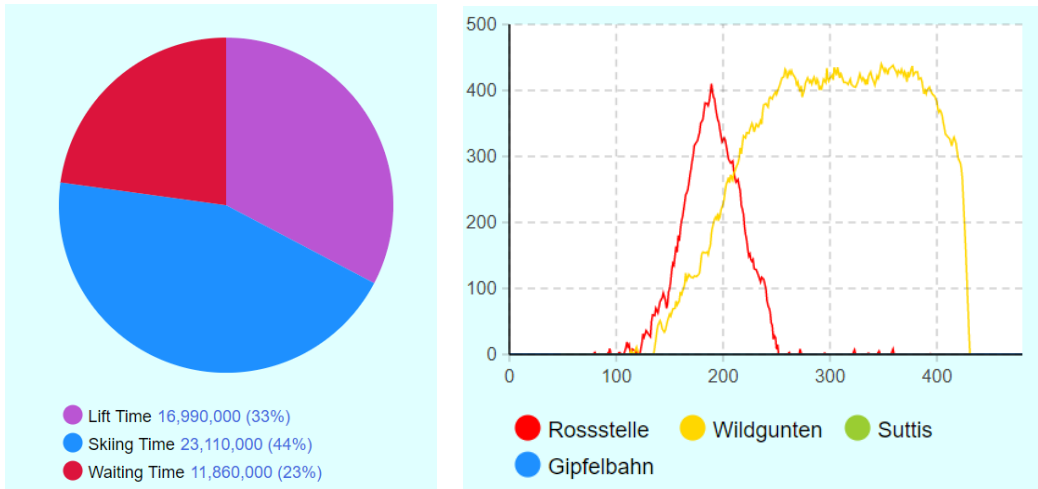 Lift Time 16,990,000 (33%)
Skiing Time 23,110,000 (44%)
Waiting Time 11,860,000 (23%)
500
400
300
200
100
0
0 100 200 300 400
Rossstelle Wildgunten Suttis
Gipfelbahn